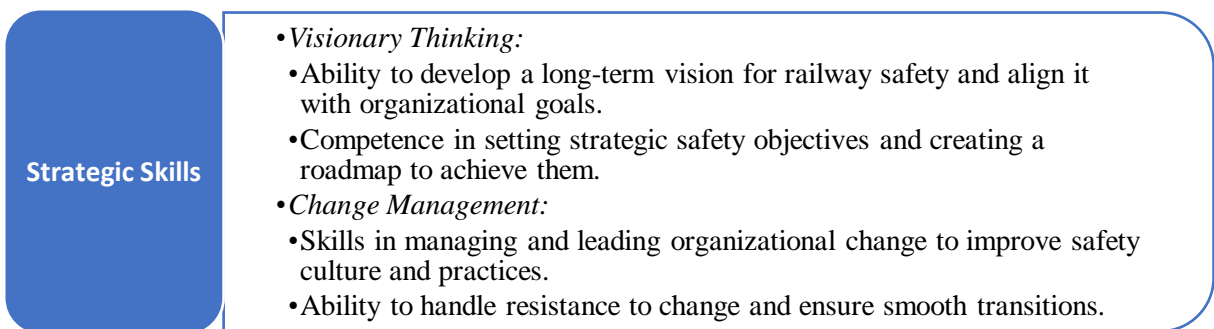 Strategic Skills
•Visionary Thinking:
•Ability to develop a long-term vision for railway safety and align it
with organizational goals.
•Competence in setting strategic safety objectives and creating a
roadmap to achieve them.
•Change Management:
•Skills in managing and leading organizational change to improve safety
culture and practices.
•Ability to handle resistance to change and ensure smooth transitions.